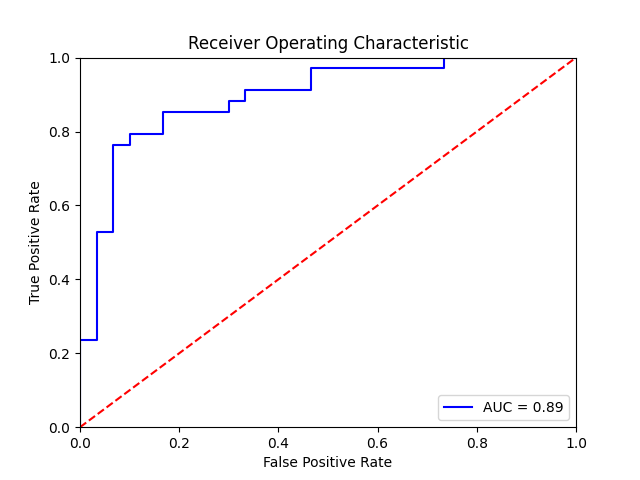 Receiver Operating Characteristic
1.0
0.8
0.6
0.4
0.2
0.0
True Positive Rate
AUC = 0.89
0.0 0.2 0.4 0.6 0.8 1.0
False Positive Rate